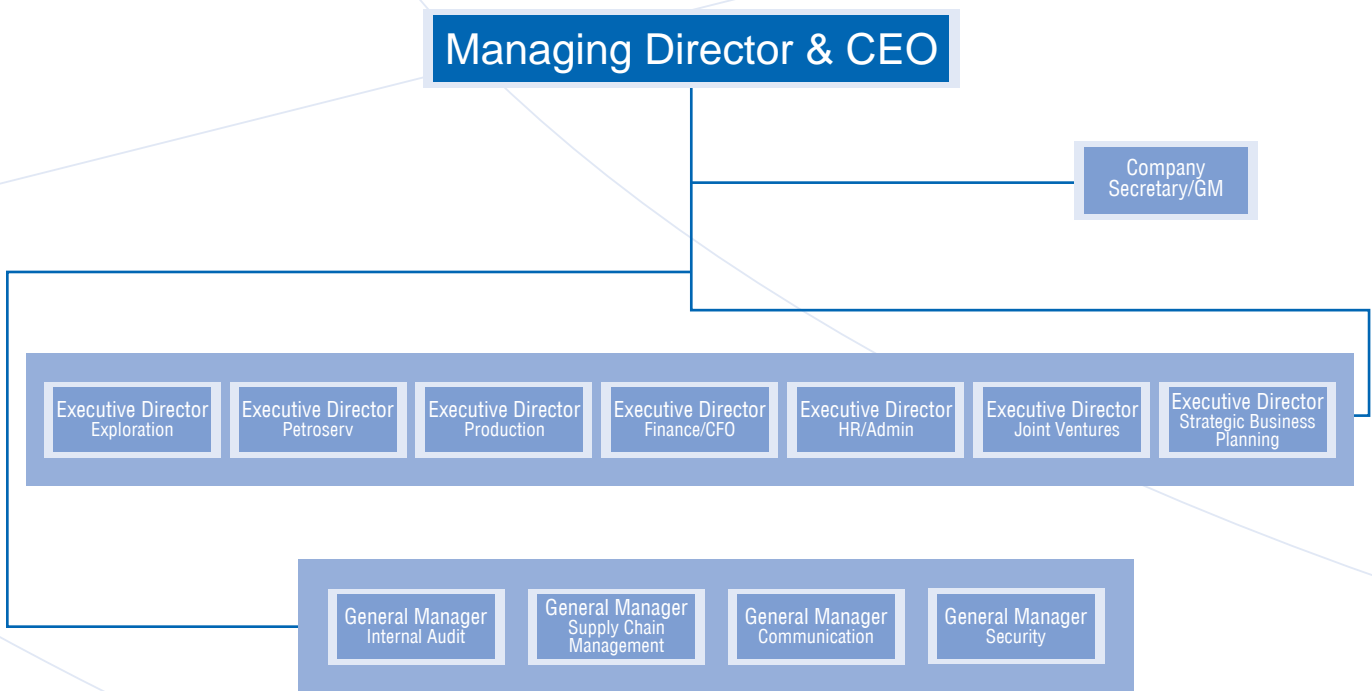 Managing Director & CEO
Company
Secretary/GM
Executive Director
Exploration
Executive Director
Petroserv
Executive Director
Production
Executive Director
Finance/CFO
Executive Director
HR/Admin
Executive Director
Joint Ventures
Executive Director
Strategic Business
Planning
General Manager
Internal Audit
General Manager
Supply Chain
Management
General Manager
Communication
General Manager
Security